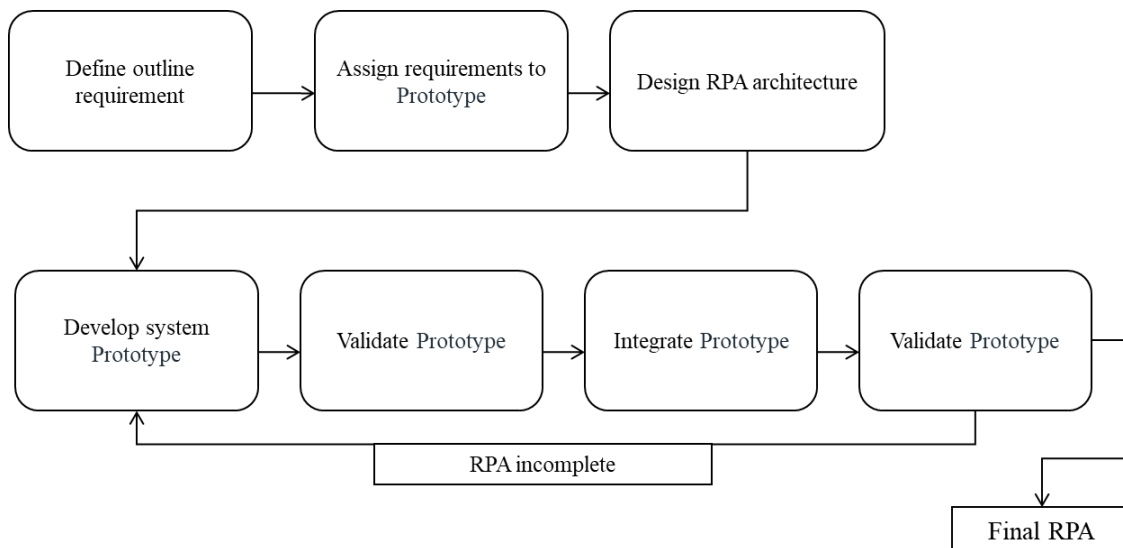 Define outline
requirement
Assign requirements to
Prototype
Design RPA architecture
Develop system
Prototype
Validate Prototype
Integrate Prototype
Validate Prototype
RPA incomplete
Final RPA